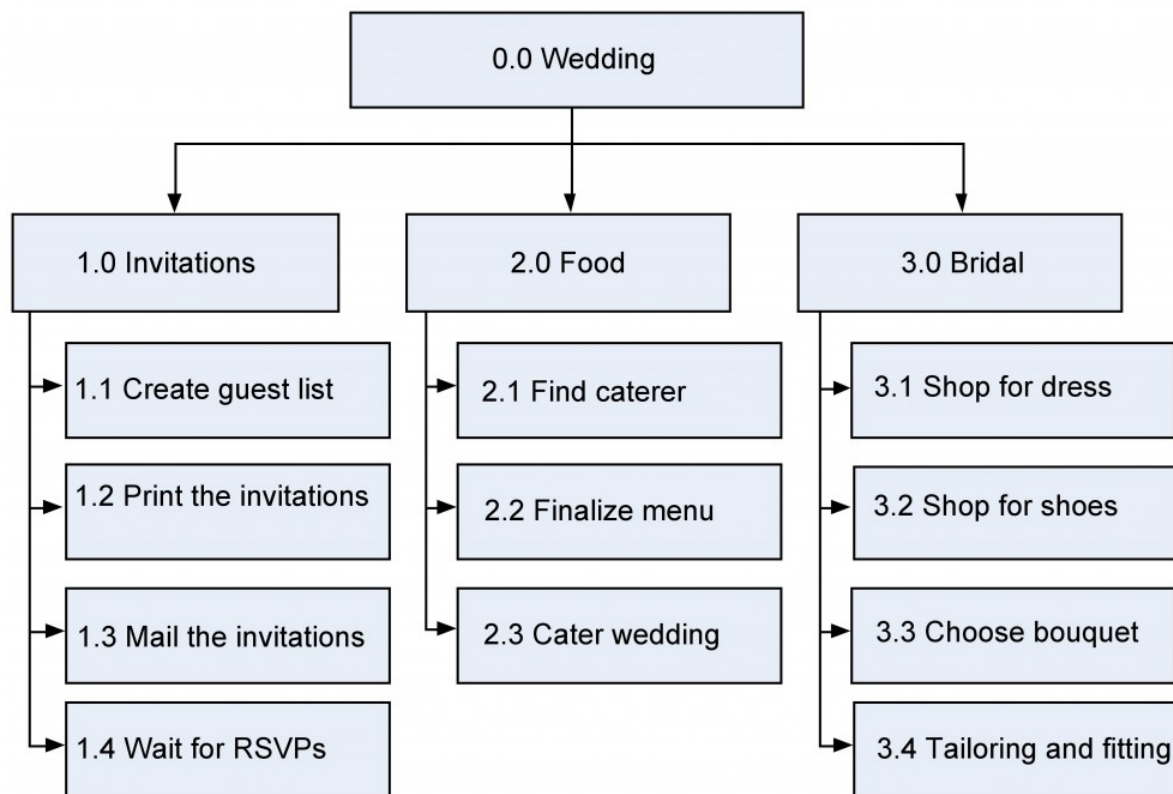 0.0 Wedding
1.0 Invitations
2.0 Food
3.0 Bridal
1.1 Create guest list
2.1 Find caterer
3.1 Shop for dress
1.2 Print the invitations
2.2 Finalize menu
3.2 Shop for shoes
1.3 Mail the invitations
2.3 Cater wedding
3.3 Choose bouquet
1.4 Wait for RSVPs
3.4 Tailoring and fitting